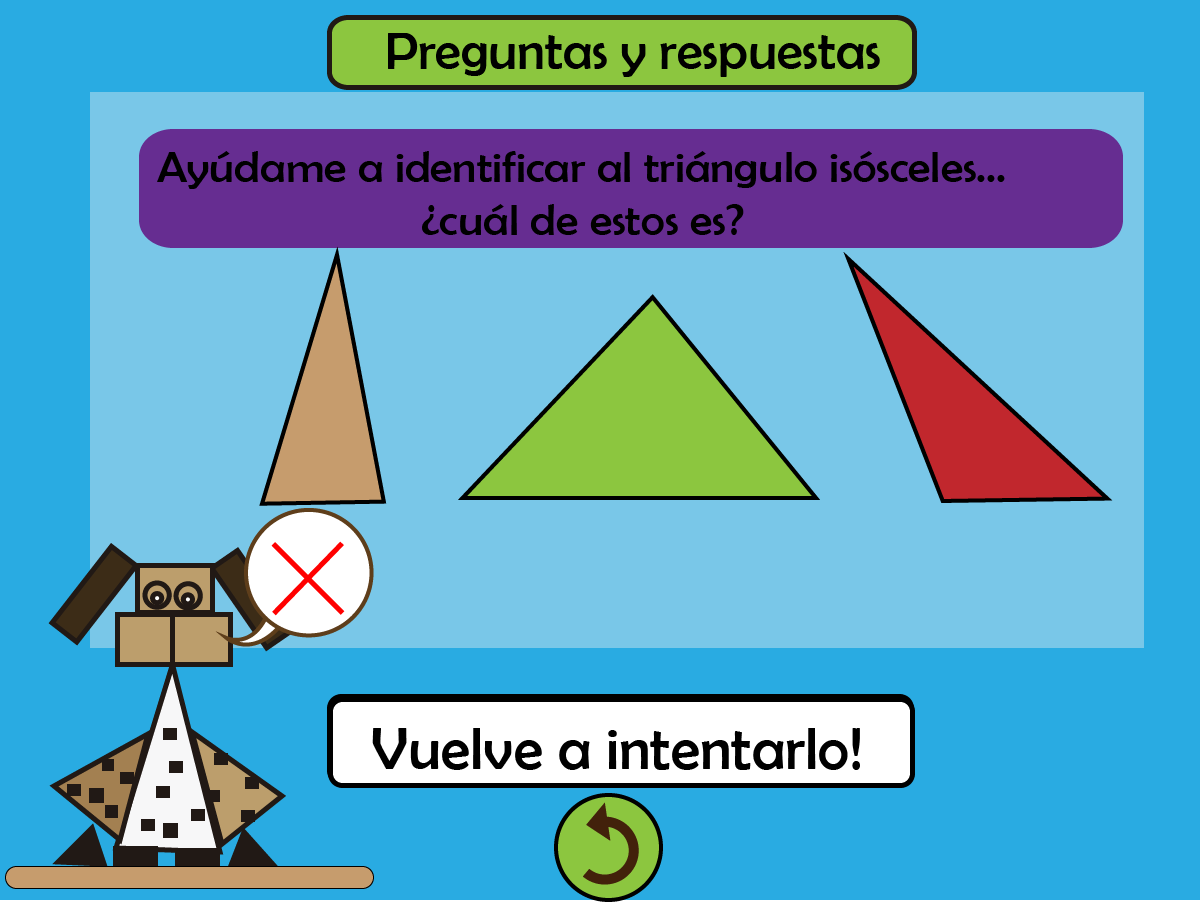 Preguntas y respuestas
Ayúdame a identificar al triángulo isósceles...
¿cuál de estos es?
Vuelve a intentarlo!